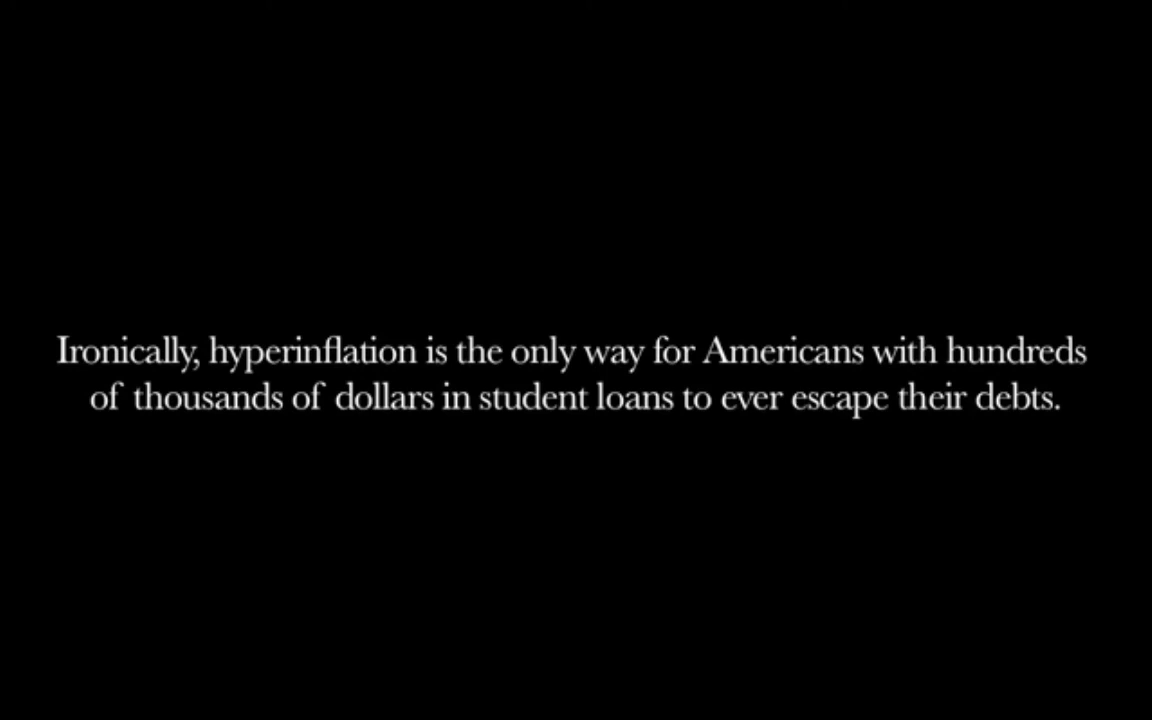 Ironically, hyperinflation is the only way for Americans with hundreds
of thousands of dollars in student loans to ever escape their debts.